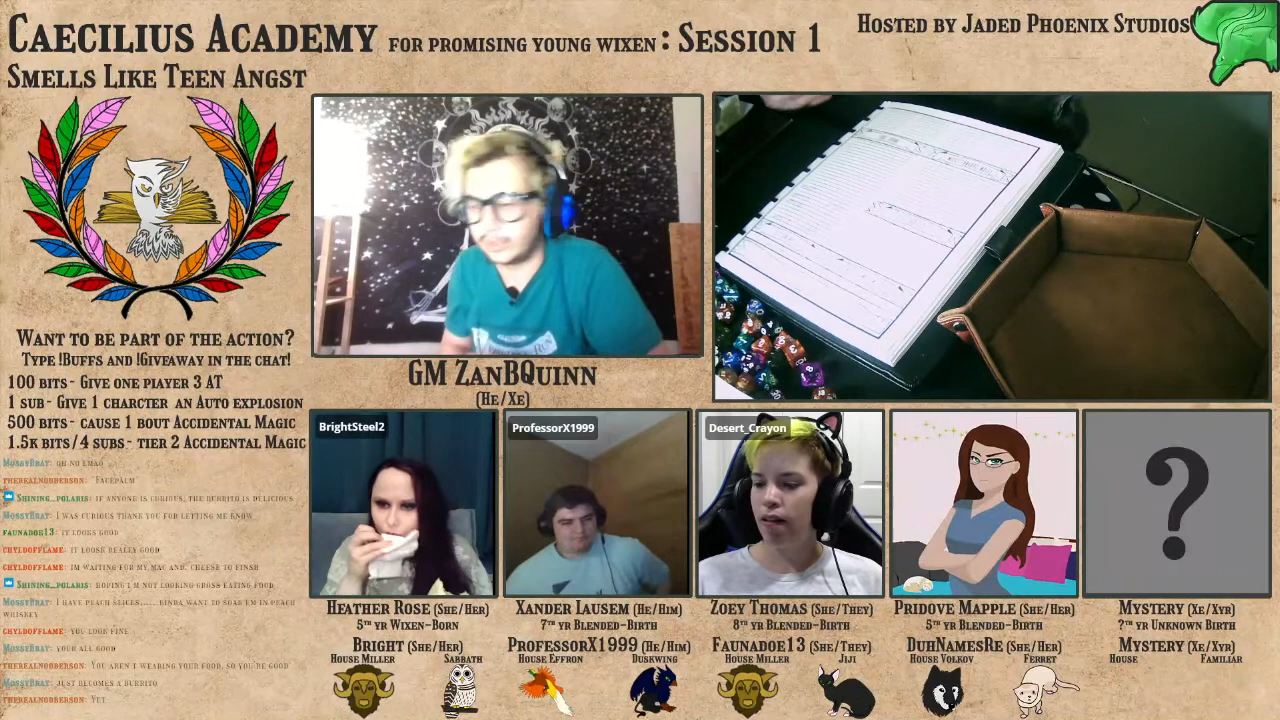 Caecilius Academy for promising young wixen: Session 1
Hosted by Jaded Phoenix Studios
Smells Like Teen Angst
Want to be part of the action?
Type !Buffs and !Giveaway in the chat!
100 bits - Give one player 3 AT
1 sub - Give 1 charcter an Auto explosion
500 bits - cause 1 bout Accidental Magic
1.5k bits/4 subs - tier 2 Accidental Magic
MossyBray: oh no lmao
therealnodberson: *facepalm*
Shining_polaris: if anyone is curious, the burrito is delicious
MossyBray: I was curious thank you for letting me know
faunadoe13: it looks good
chyldofflame: it looks really good
chyldofflame: im waiting for my mac and. cheese to finsh
Shining_polaris: hoping i m not looking gross eating food
MossyBray: I have peach slices...... kinda want to soak em in peach
whiskey
chyldofflame: you look fine
MossyBray: your all good
therealnodberson: You aren t wearing your food, so you're good
MossyBray: just becomes a burrito
therealnodberson: Yet.
GM ZanBQuinn
(He/Xe)
BrightSteel2
ProfessorX1999
Desert_Crayon
?
Heather Rose (She/Her)
5th yr Wixen-Born
Bright (She/Her)
House Miller
Sabbath
Xander Lausem (He/Him)
7th yr Blended-Birth
ProfessorX1999 (He/Him)
House Effron
Duskwing
Zoey Thomas (She/They)
8th yr Blended-Birth
Faunadoe13 (She/They)
House Miller
Jiji
Pridove Mapple (She/Her)
5th yr Blended-Birth
DuhNamesRe (She/Her)
House Volkov
Ferret
Mystery (Xe/Xyr)
?th yr Unknown Birth
Mystery (Xe/Xyr)
House
Familiar